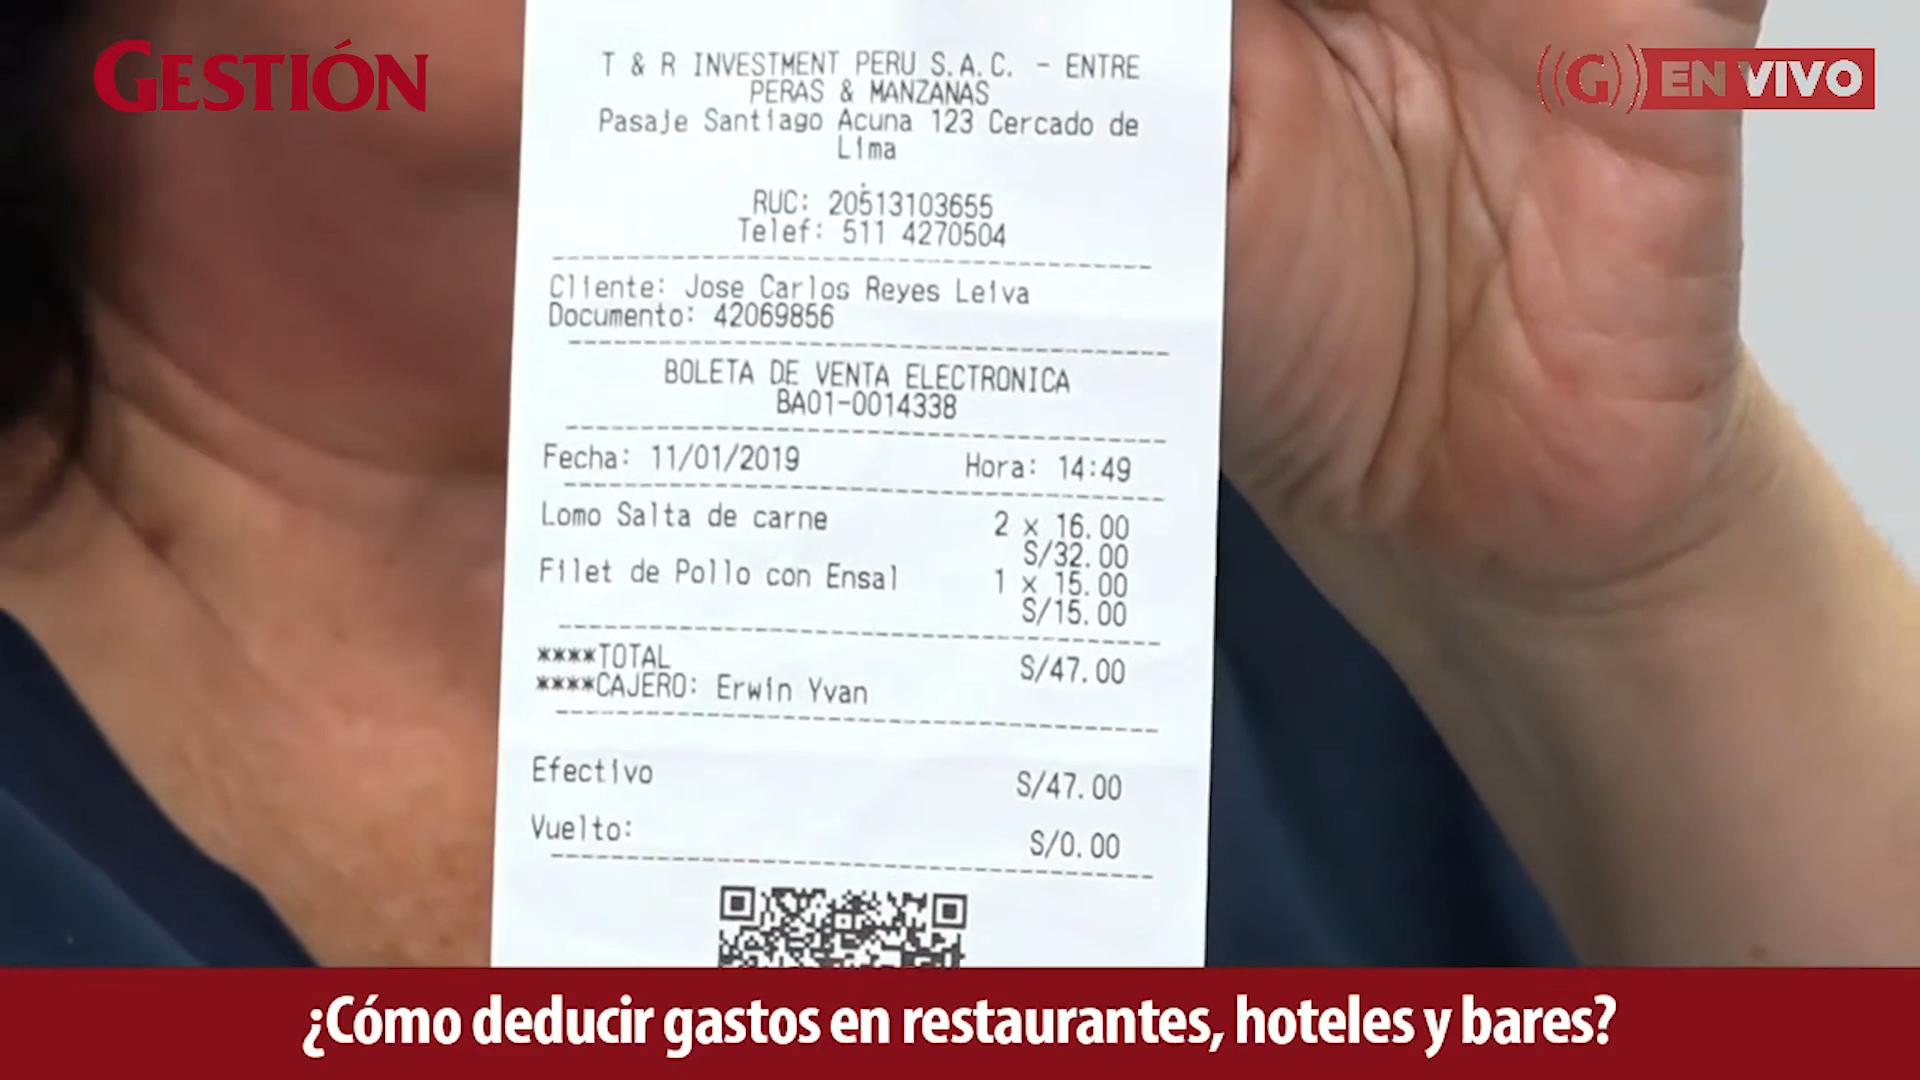 GESTIÓN
((G)) EN VIVO
T & R INVESTMENT PERU S.A.C. - ENTRE
PERAS & MANZANAS
Pasaje Santiago Acuna 123 Cercado de
Lima
RUC: 20513103655
Telef: 511 4270504
Cliente: Jose Carlos Reyes Leiva
Documento: 42069856
BOLETA DE VENTA ELECTRONICA
BA01-0014338
Fecha: 11/01/2019 Hora: 14:49
Lomo Salta de carne 2 x 16.00
S/32.00
Filet de Pollo con Ensal 1 x 15.00
S/15.00
****TOTAL S/47.00
****CAJERO: Erwin Yvan
Efectivo S/47.00
Vuelto: S/0.00
¿Cómo deducir gastos en restaurantes, hoteles y bares?